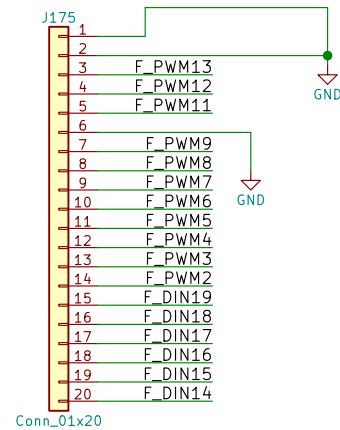 J175
1
2
3 F_PWM13
GND
4 F_PWM12
5 F_PWM11
6
7 F_PWM9
8 F_PWM8
9 F_PWM7
GND
10 F_PWM6
11 F_PWM5
12 F_PWM4
13 F_PWM3
14 F_PWM2
15 F_DIN19
16 F_DIN18
17 F_DIN17
18 F_DIN16
19 F_DIN15
20 F_DIN14
Conn_01x20